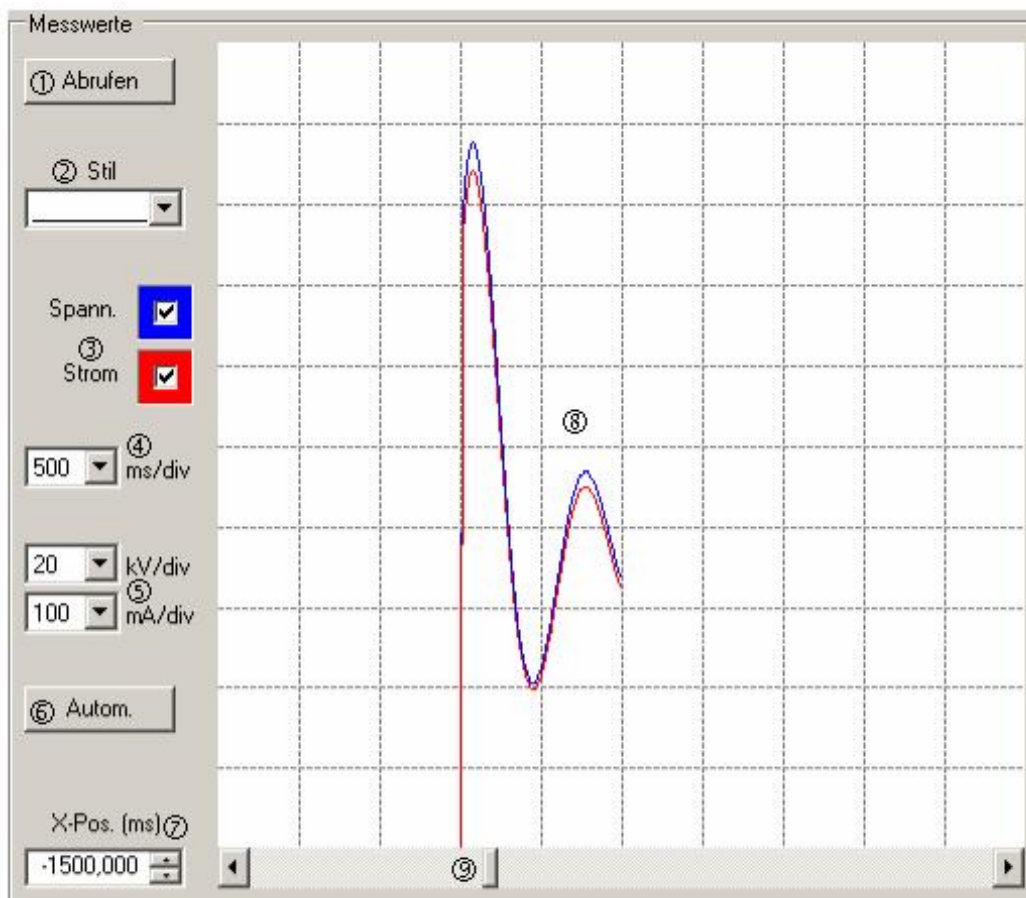 Messwerte
① Abrufen
② Stil
Spann.
③
Strom
④
500 ms/div
20 kV/div
⑤
100 mA/div
⑥ Autom.
X-Pos. (ms) ⑦
-1500,000
⑧
⑨